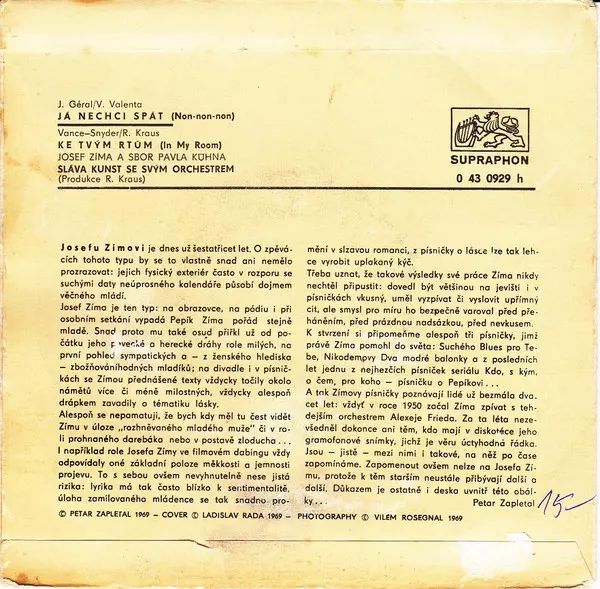 J. Géral/V. Valenta
JÁ NECHCI SPÁT (Non-non-non)
Vance-Snyder/R. Kraus
KE TVÝM RTŮM (In My Room)
JOSEF ZÍMA A SBOR PAVLA KÜHNA
SLÁVA KUNST SE SVÝM ORCHESTREM
(Produkce R. Kraus)
SUPRAPHON
0 43 0929 h
Josefu Zímovi je dnes už šestatřicet let. O zpěvá-
cích tohoto typu by se to vlastně snad ani nemělo
prozrazovat: jejich fysický exteriér často v rozporu se
suchými daty neúprosného kalendáře působí dojmem
věčného mládí.
Josef Zíma je ten typ: na obrazovce, na pódiu i při
osobním setkání vypadá Pepík Zíma pořád stejně
mladě. Snad proto mu také osud přiřkl už od po-
čátku jeho pěvecké a herecké dráhy role milých, na
první pohled sympatických a – z ženského hlediska
– zbožňováníhodných mladíků; na divadle i v písnič-
kách se Zímou přednášené texty vždycky točily okolo
námětů více či méně milostných, vždycky alespoň
drápkem zavadily o tématiku lásky.
Alespoň se nepamatuji, že bych kdy měl tu čest vidět
Zímu v úloze „rozhněvaného mladého muže" či v ro-
li prohnaného darebáka nebo v postavě zloducha...
I například role Josefa Zímy ve filmovém dabingu vždy
odpovídaly oné základní poloze měkkosti a jemnosti
projevu. To s sebou ovšem nevyhnutelně nese jistá
rizika: lyrika má tak často blízko k sentimentalitě,
úloha zamilovaného mládence se tak snadno pro-
mění v slzavou romanci, z písničky o lásce lze tak leh-
ce vyrobit uplakaný kýč.
Třeba uznat, že takové výsledky své práce Zíma nikdy
nechtěl připustit: dovedl být většinou na jevišti i v
písničkách vkusný, uměl vyzpívat či vyslovit upřímný
cit, ale smysl pro míru ho bezpečně varoval před pře-
háněním, před prázdnou nadsázkou, před nevkusem.
K stvrzení si připomeňme alespoň tři písničky, jimž
právě Zíma pomohl do světa: Suchého Blues pro Te-
be, Nikodemovy Dva modré balonky a z posledních
let jednu z nejhezčích písniček seriálu Kdo, s kým,
o čem, pro koho – písničku o Pepíkovi...
A tak Zímovy písničky poznávají lidé už bezmála dva-
cet let: vždyť v roce 1950 začal Zíma zpívat s teh-
dejším orchestrem Alexeje Frieda. Za ta léta neze-
všedněl dokonce ani těm, kdo mají v diskotéce jeho
gramofonové snímky, jichž je věru úctyhodná řádka.
Jsou – jistě – mezi nimi i takové, na něž po čase
zapomínáme. Zapomenout ovšem nelze na Josefa Zí-
mu, protože k těm starším neustále přibývají další a
další. Důkazem je ostatně i deska uvnitř této obál-
ky...
Petar Zapletal
15,-
© PETAR ZAPLETAL 1969 – COVER © LADISLAV RADA 1969 – PHOTOGRAPHY © VILÉM ROSEGNAL 1969